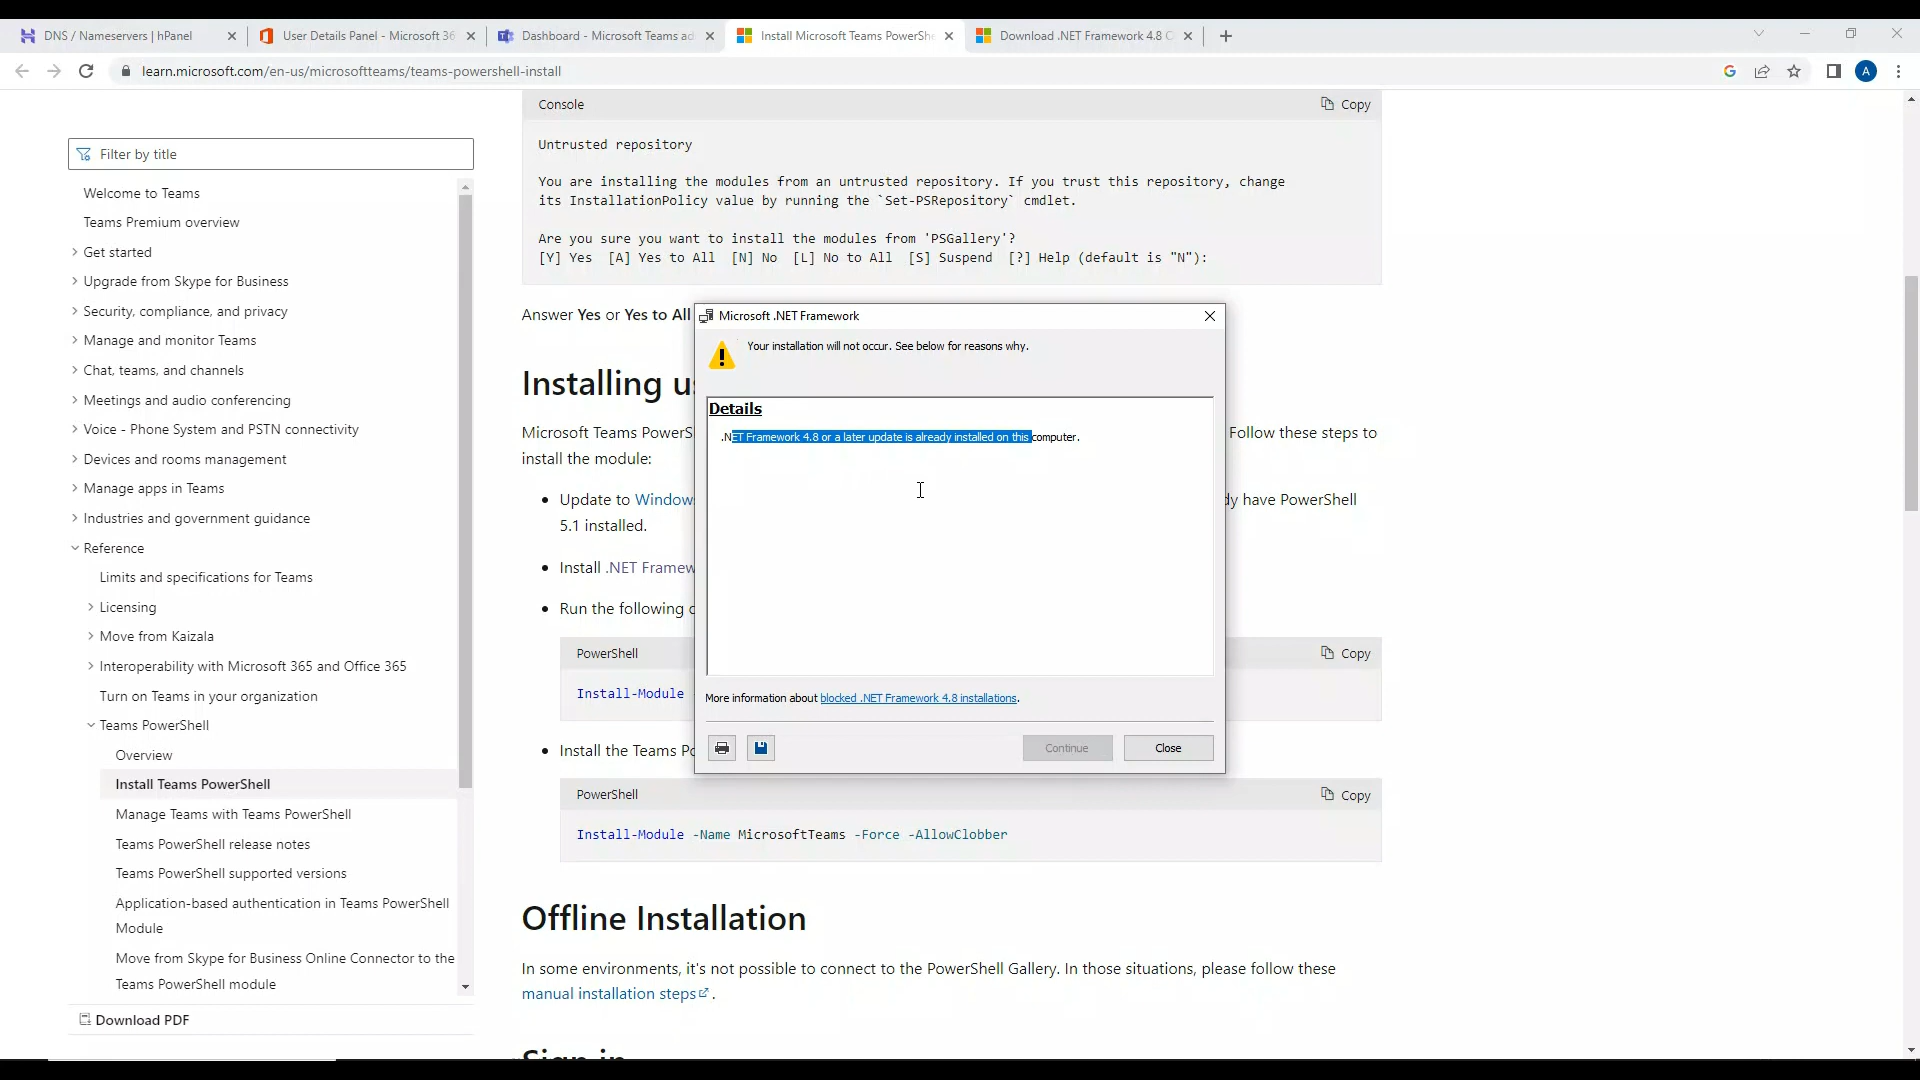 DNS / Nameservers | hPanel
User Details Panel - Microsoft 36
Dashboard - Microsoft Teams ad
Install Microsoft Teams PowerShe
Download .NET Framework 4.8 O
learn.microsoft.com/en-us/microsoftteams/teams-powershell-install
A
Filter by title
Welcome to Teams
Teams Premium overview
Get started
Upgrade from Skype for Business
Security, compliance, and privacy
Manage and monitor Teams
Chat, teams, and channels
Meetings and audio conferencing
Voice - Phone System and PSTN connectivity
Devices and rooms management
Manage apps in Teams
Industries and government guidance
Reference
Limits and specifications for Teams
Licensing
Move from Kaizala
Interoperability with Microsoft 365 and Office 365
Turn on Teams in your organization
Teams PowerShell
Overview
Install Teams PowerShell
Manage Teams with Teams PowerShell
Teams PowerShell release notes
Teams PowerShell supported versions
Application-based authentication in Teams PowerShell
Module
Move from Skype for Business Online Connector to the
Teams PowerShell module
Download PDF
Console
Copy
Untrusted repository
You are installing the modules from an untrusted repository. If you trust this repository, change
its InstallationPolicy value by running the `Set-PSRepository` cmdlet.
Are you sure you want to install the modules from 'PSGallery'?
[Y] Yes [A] Yes to All [N] No [L] No to All [S] Suspend [?] Help (default is "N"):
Answer Yes or Yes to All
Installing u
Microsoft Teams PowerS
Follow these steps to
install the module:
Update to Window
dy have PowerShell
5.1 installed.
Install .NET Framew
Run the following c
PowerShell
Copy
Install-Module
Install the Teams Po
PowerShell
Copy
Install-Module -Name MicrosoftTeams -Force -AllowClobber
Offline Installation
In some environments, it's not possible to connect to the PowerShell Gallery. In those situations, please follow these
manual installation steps.
Sign in
Microsoft .NET Framework
Your installation will not occur. See below for reasons why.
Details
.NET Framework 4.8 or a later update is already installed on this computer.
More information about blocked .NET Framework 4.8 installations.
Continue
Close